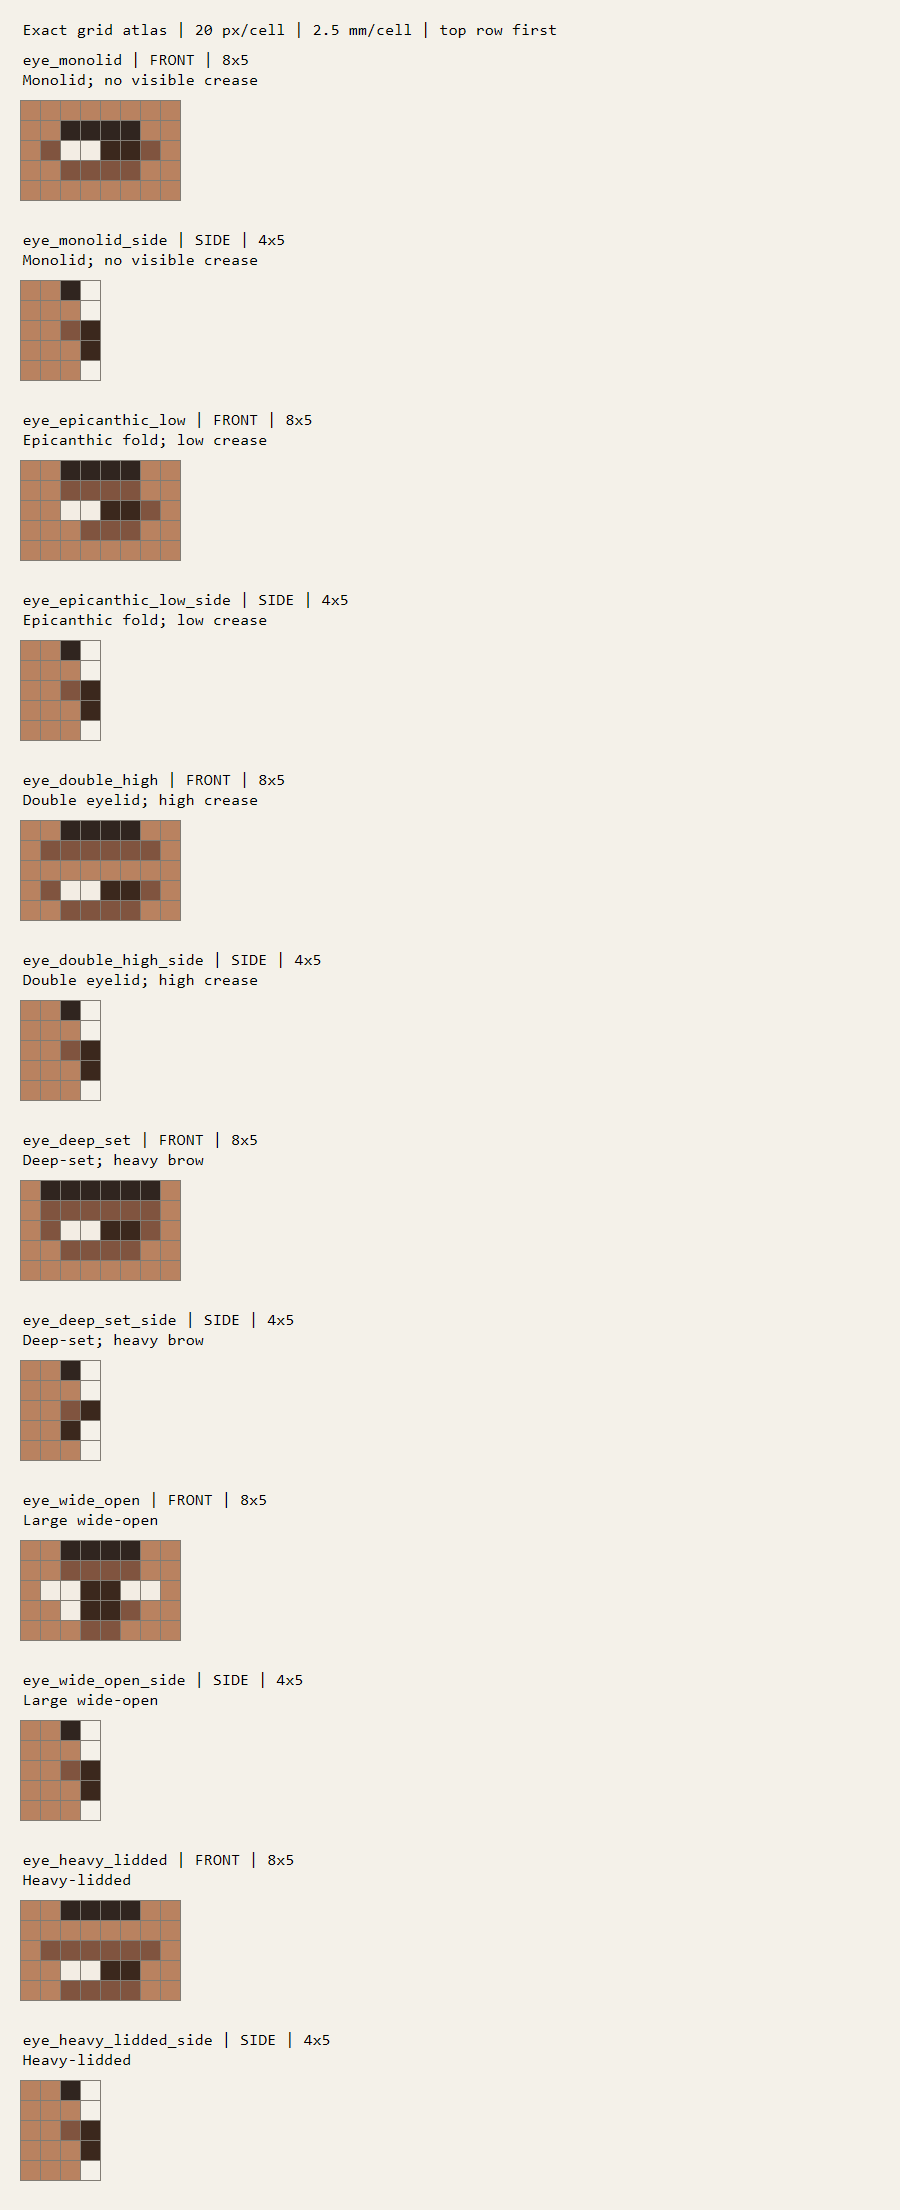 Exact grid atlas | 20 px/cell | 2.5 mm/cell | top row first
eye_monolid | FRONT | 8x5
Monolid; no visible crease
eye_monolid_side | SIDE | 4x5
Monolid; no visible crease
eye_epicanthic_low | FRONT | 8x5
Epicanthic fold; low crease
eye_epicanthic_low_side | SIDE | 4x5
Epicanthic fold; low crease
eye_double_high | FRONT | 8x5
Double eyelid; high crease
eye_double_high_side | SIDE | 4x5
Double eyelid; high crease
eye_deep_set | FRONT | 8x5
Deep-set; heavy brow
eye_deep_set_side | SIDE | 4x5
Deep-set; heavy brow
eye_wide_open | FRONT | 8x5
Large wide-open
eye_wide_open_side | SIDE | 4x5
Large wide-open
eye_heavy_lidded | FRONT | 8x5
Heavy-lidded
eye_heavy_lidded_side | SIDE | 4x5
Heavy-lidded